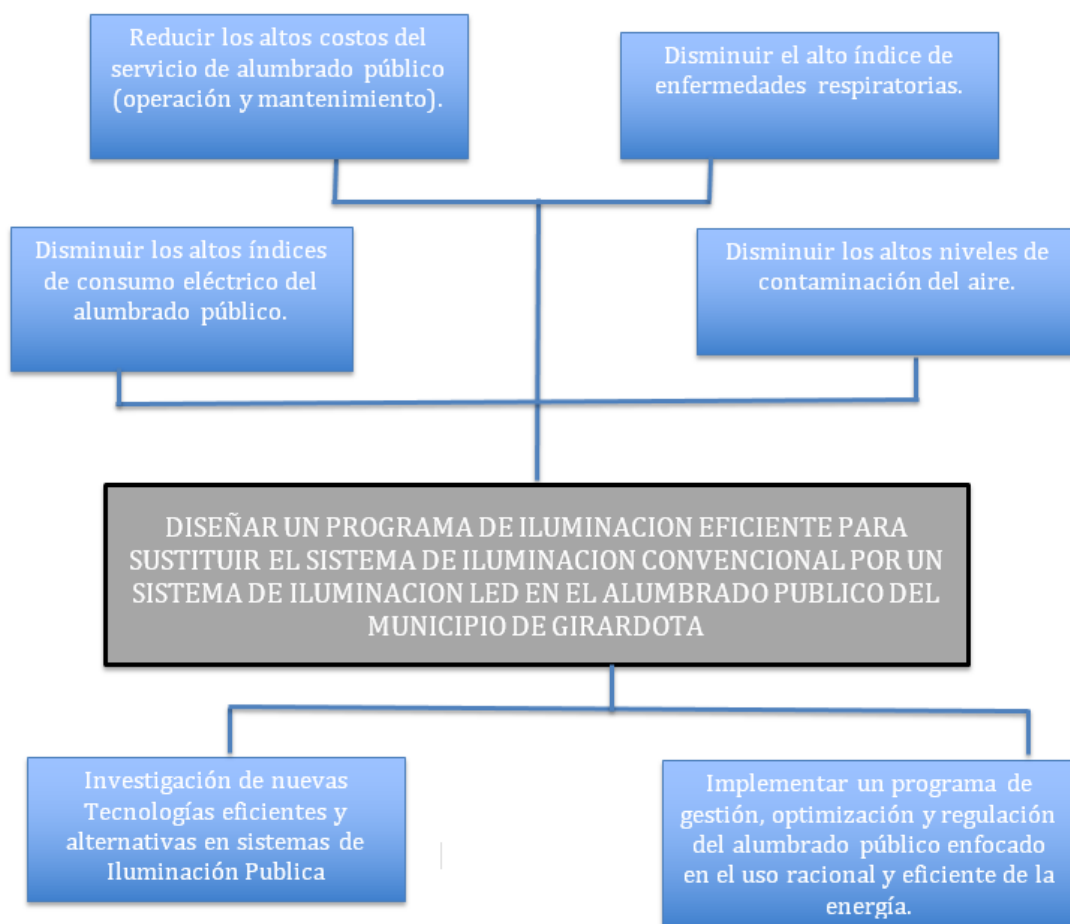 Reducir los altos costos del
servicio de alumbrado público
(operación y mantenimiento).
Disminuir el alto índice de
enfermedades respiratorias.
Disminuir los altos índices
de consumo eléctrico del
alumbrado público.
Disminuir los altos niveles de
contaminación del aire.
DISEÑAR UN PROGRAMA DE ILUMINACION EFICIENTE PARA
SUSTITUIR EL SISTEMA DE ILUMINACION CONVENCIONAL POR UN
SISTEMA DE ILUMINACION LED EN EL ALUMBRADO PUBLICO DEL
MUNICIPIO DE GIRARDOTA
Investigación de nuevas
Tecnologías eficientes y
alternativas en sistemas de
Iluminación Publica
Implementar un programa de
gestión, optimización y regulación
del alumbrado público enfocado
en el uso racional y eficiente de la
energía.